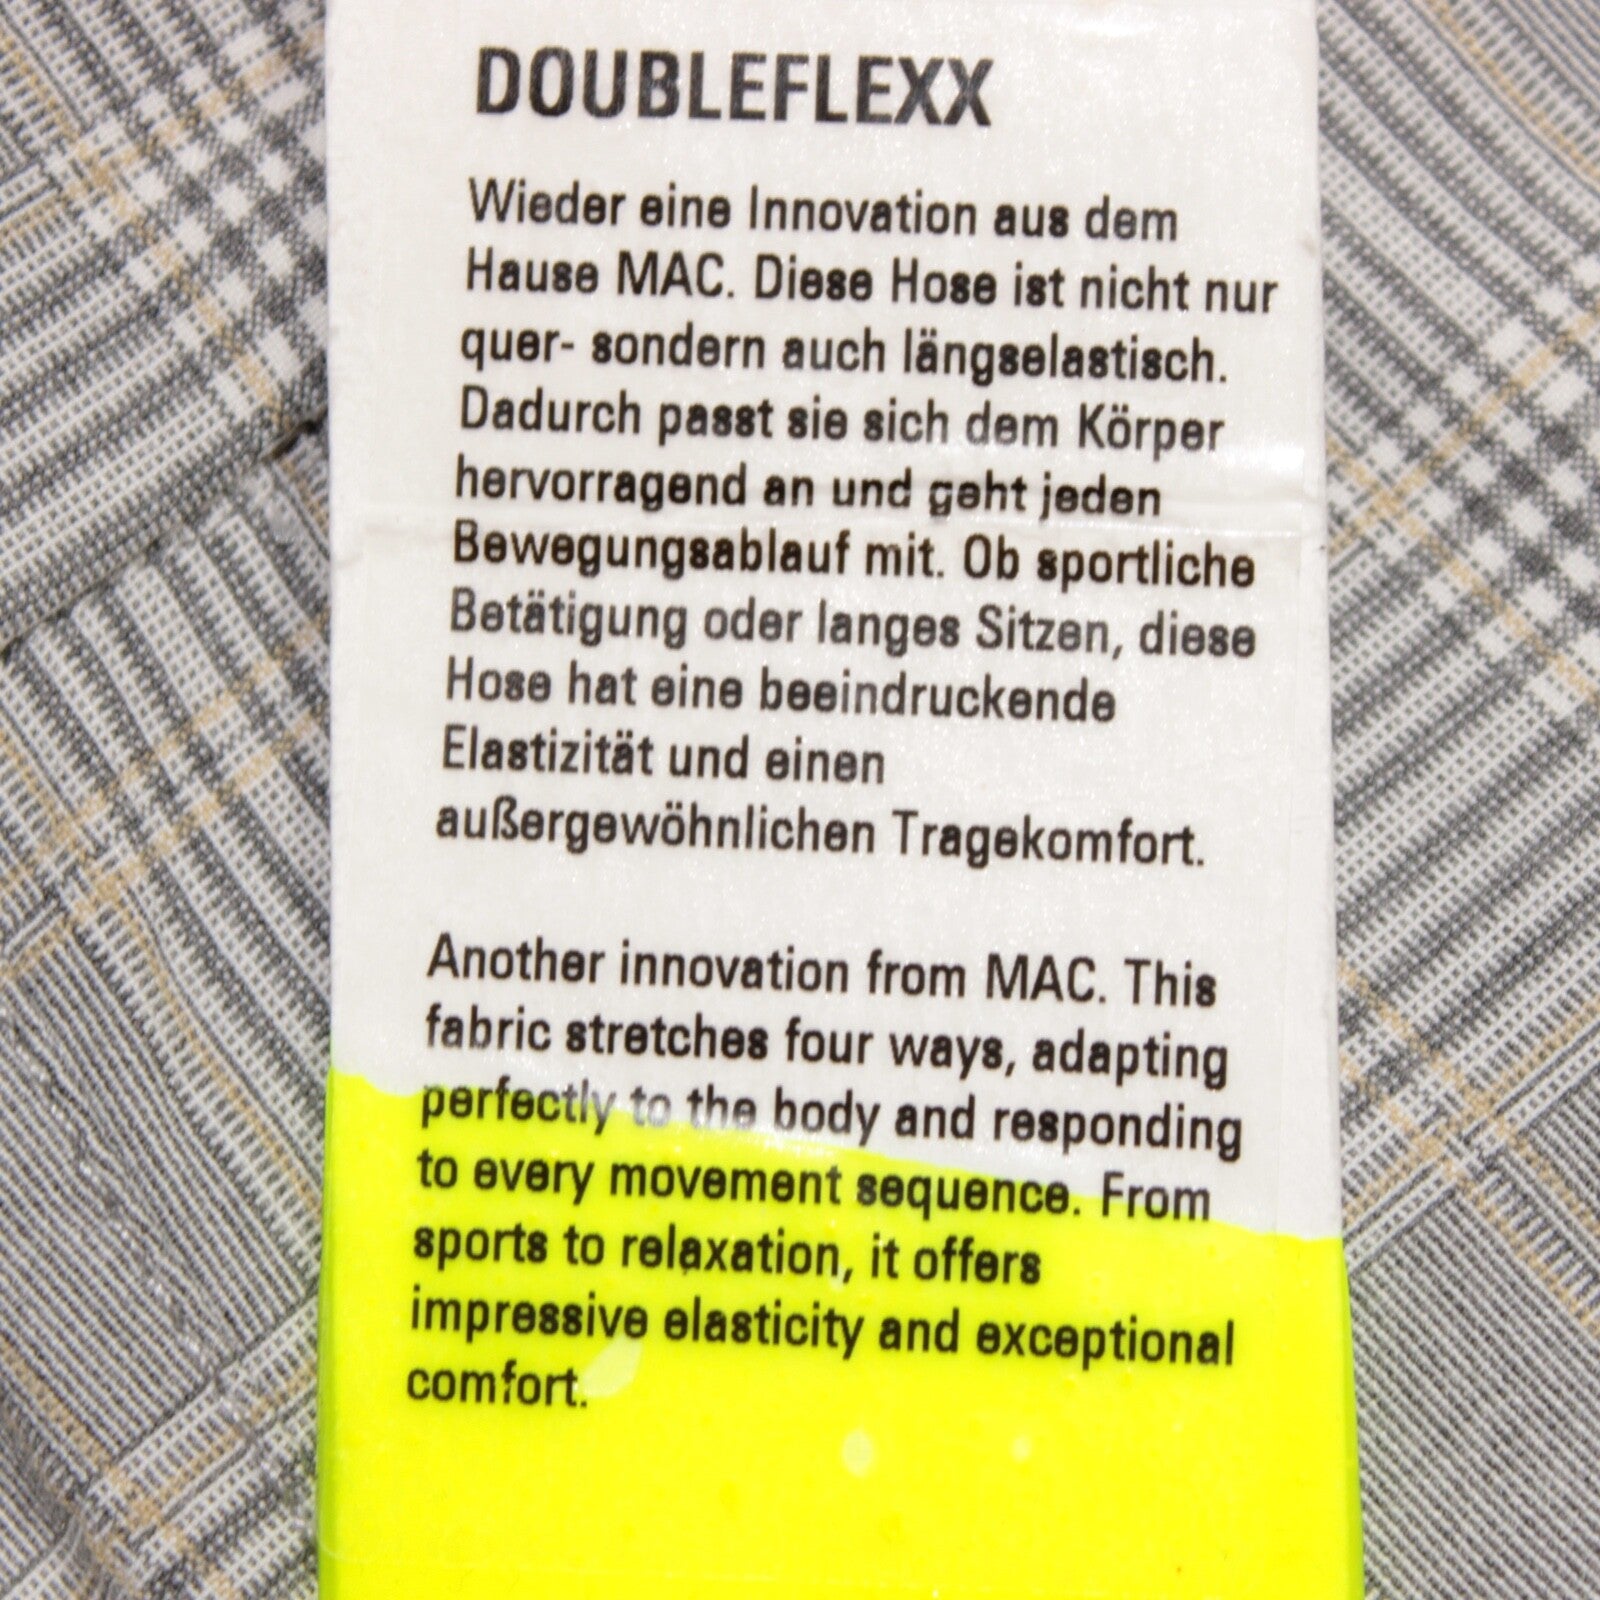 DOUBLEFLEXX
Wieder eine Innovation aus dem
Hause MAC. Diese Hose ist nicht nur
quer- sondern auch längselastisch.
Dadurch passt sie sich dem Körper
hervorragend an und geht jeden
Bewegungsablauf mit. Ob sportliche
Betätigung oder langes Sitzen, diese
Hose hat eine beeindruckende
Elastizität und einen
außergewöhnlichen Tragekomfort.
Another innovation from MAC. This
fabric stretches four ways, adapting
perfectly to the body and responding
to every movement sequence. From
sports to relaxation, it offers
impressive elasticity and exceptional
comfort.